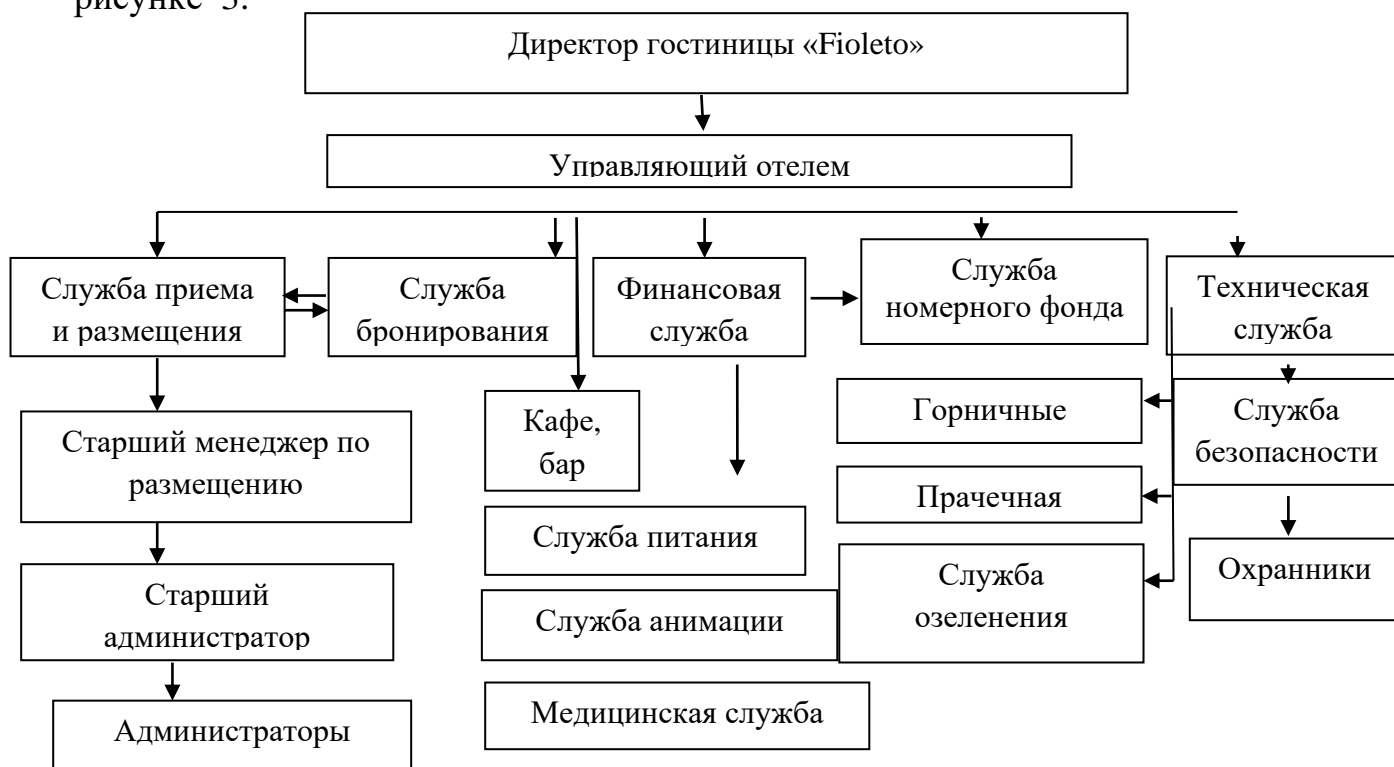 рисунке 3.
Директор гостиницы «Fioleto»
Управляющий отелем
Служба приема
и размещения
Служба
бронирования
Финансовая
служба
Служба
номерного фонда
Техническая
служба
Старший менеджер по
размещению
Кафе,
бар
Горничные
Служба
безопасности
Прачечная
Служба питания
Старший
администратор
Служба анимации
Служба
озеленения
Охранники
Администраторы
Медицинская служба